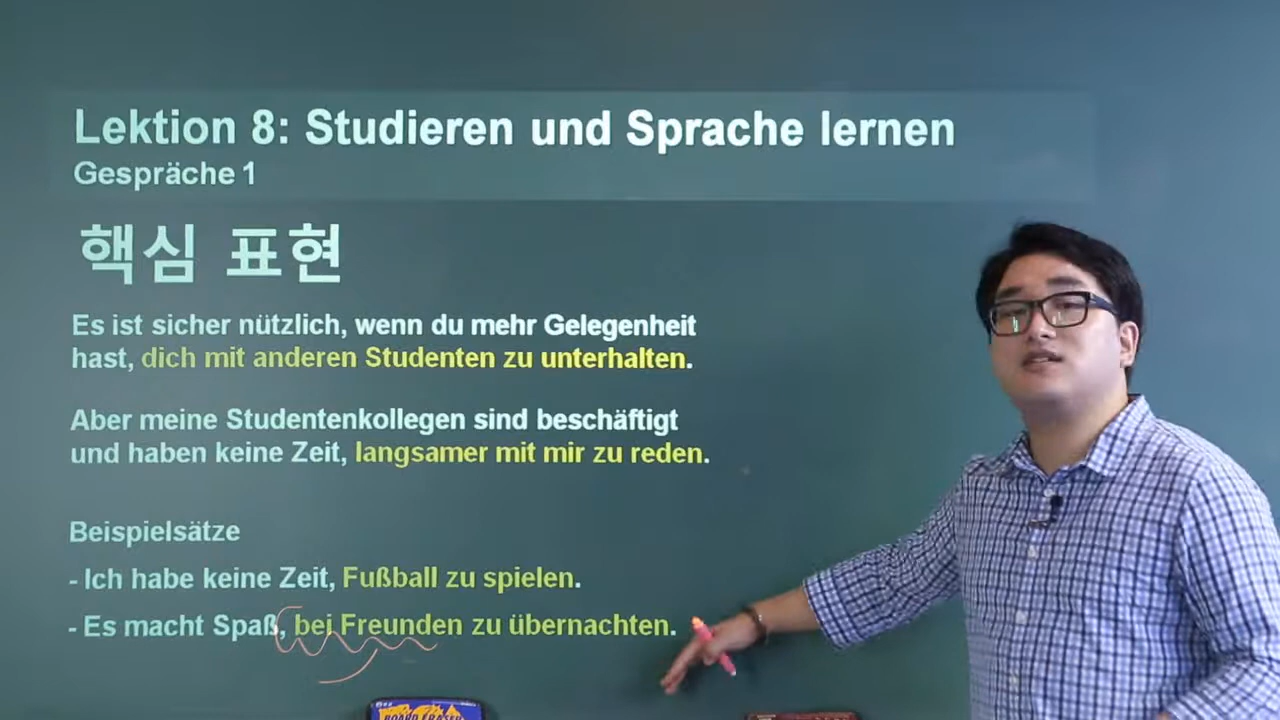 Lektion 8: Studieren und Sprache lernen
Gespräche 1
핵심 표현
Es ist sicher nützlich, wenn du mehr Gelegenheit
hast, dich mit anderen Studenten zu unterhalten.
Aber meine Studentenkollegen sind beschäftigt
und haben keine Zeit, langsamer mit mir zu reden.
Beispielsätze
- Ich habe keine Zeit, Fußball zu spielen.
- Es macht Spaß, bei Freunden zu übernachten.
BOARD ERASER